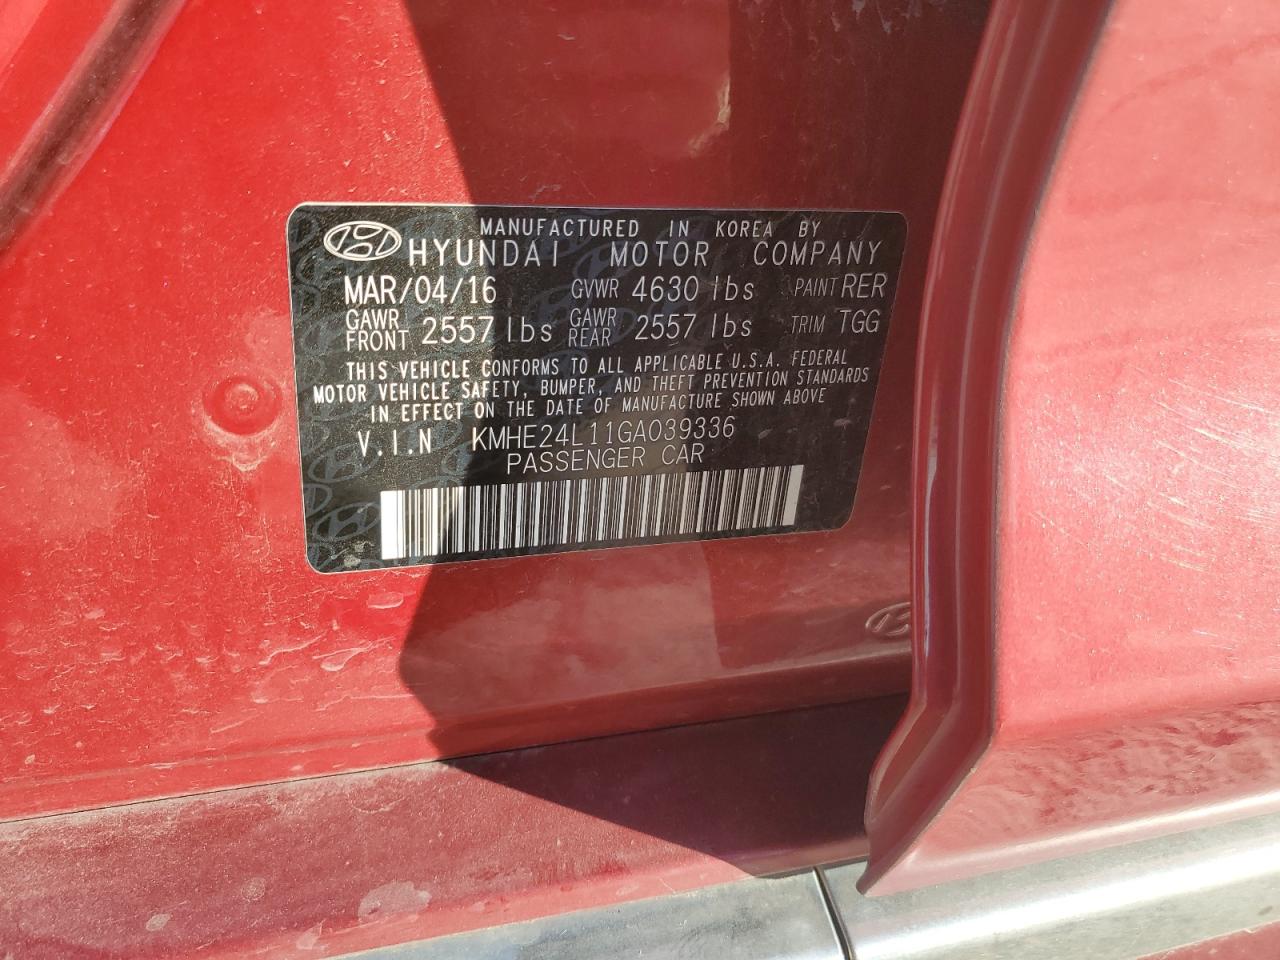 MANUFACTURED IN KOREA BY
HYUNDAI MOTOR COMPANY
MAR/04/16 GVWR 4630 lbs PAINT RER
GAWR FRONT 2557 lbs GAWR REAR 2557 lbs TRIM TGG
THIS VEHICLE CONFORMS TO ALL APPLICABLE U.S.A. FEDERAL
MOTOR VEHICLE SAFETY, BUMPER, AND THEFT PREVENTION STANDARDS
IN EFFECT ON THE DATE OF MANUFACTURE SHOWN ABOVE
V.I.N KMHE24L11GA039336
PASSENGER CAR